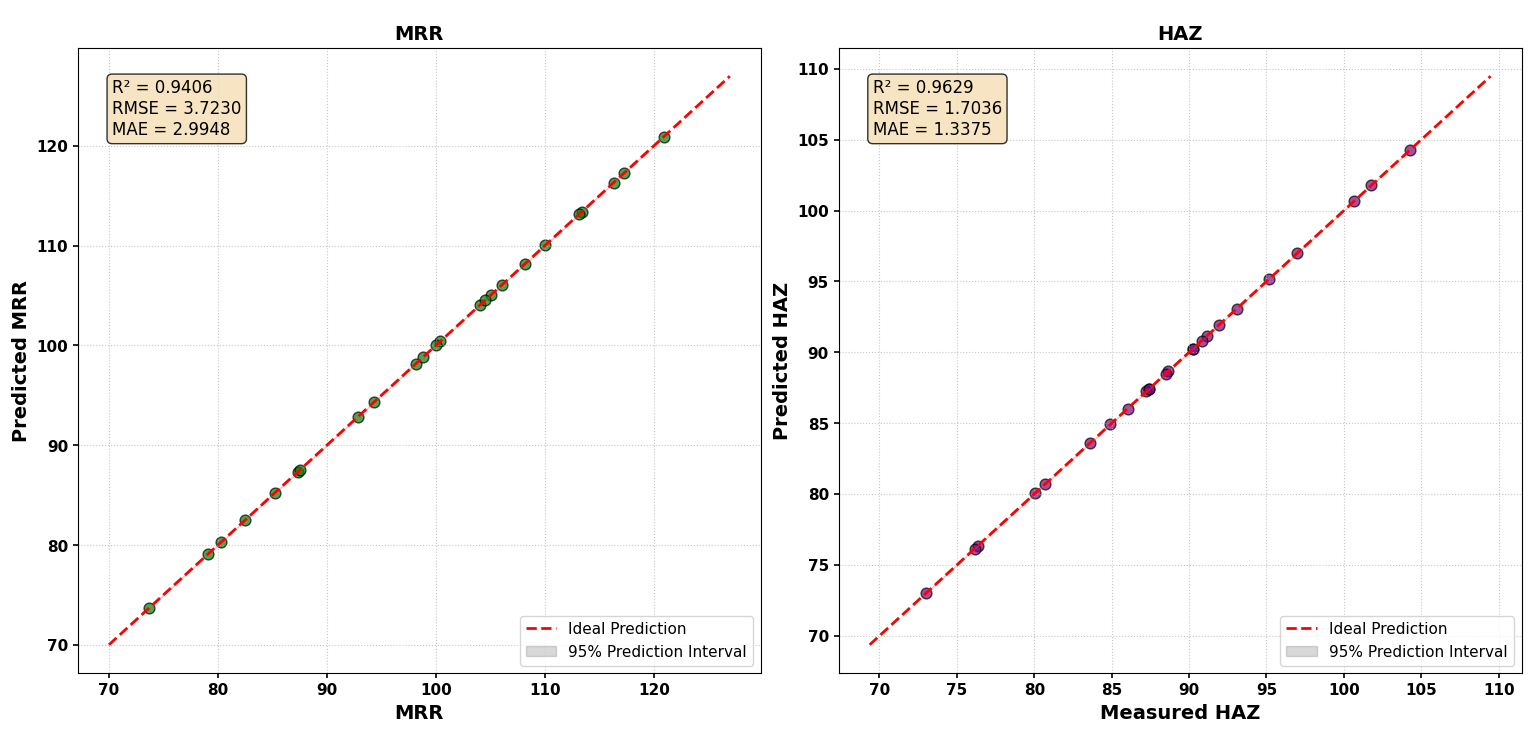 MRR
R² = 0.9406
RMSE = 3.7230
MAE = 2.9948
Predicted MRR
120
110
100
90
80
70
Ideal Prediction
95% Prediction Interval
70 80 90 100 110 120
MRR
HAZ
R² = 0.9629
RMSE = 1.7036
MAE = 1.3375
Predicted HAZ
110
105
100
95
90
85
80
75
70
Ideal Prediction
95% Prediction Interval
70 75 80 85 90 95 100 105 110
Measured HAZ